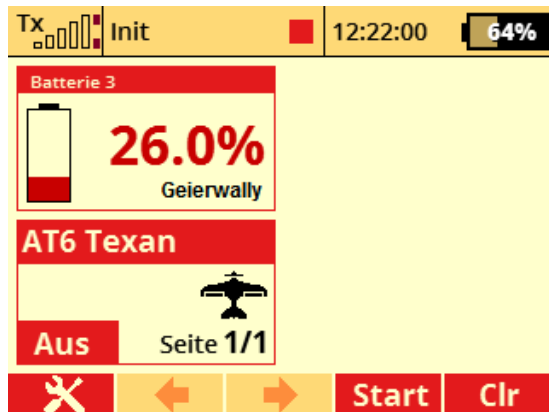 Tx Init 12:22:00 64%
Batterie 3
26.0%
Geierwally
AT6 Texan
Aus Seite 1/1
Start Clr